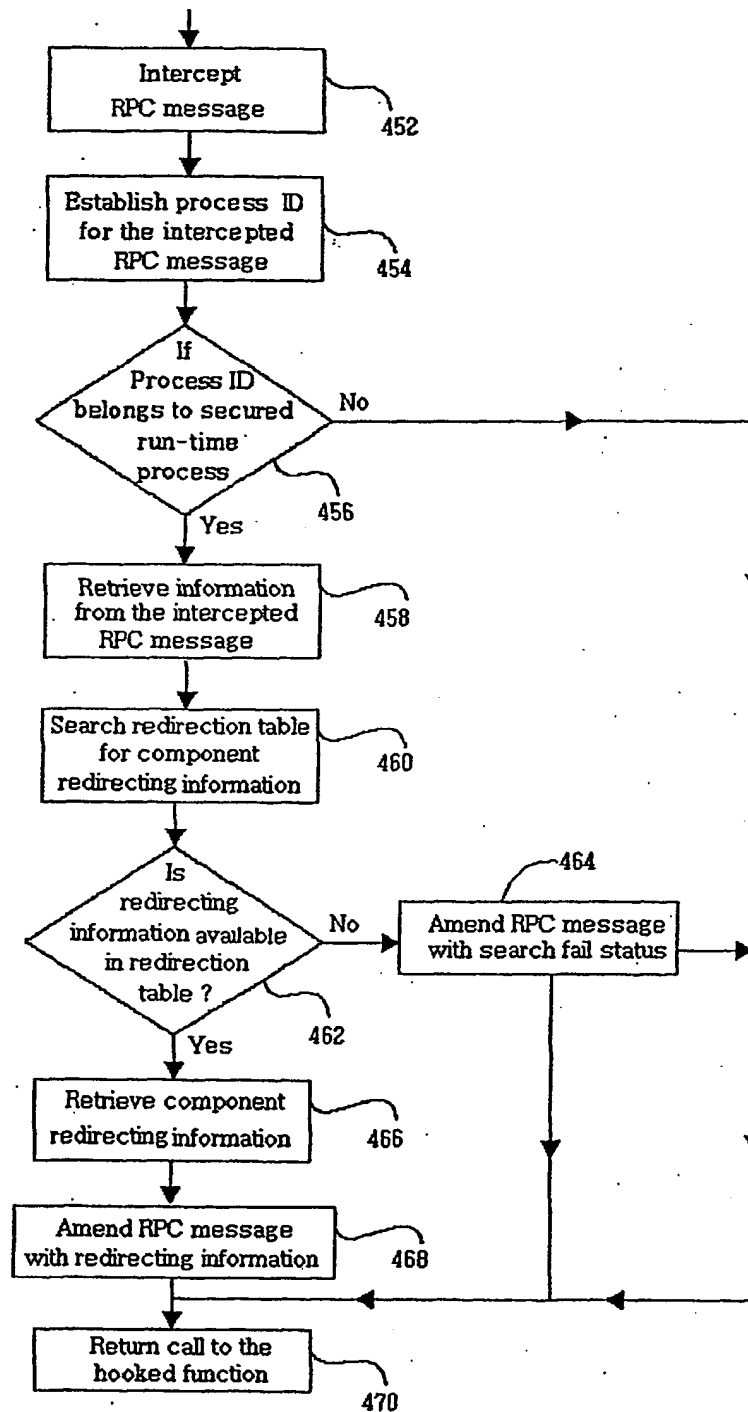 Intercept
RPC message
452
Establish process ID
for the intercepted
RPC message
454
If
Process ID
belongs to secured
run-time
process
No
456
Yes
Retrieve information
from the intercepted
RPC message
458
Search redirection table
for component
redirecting information
460
Is
redirecting
information available
in redirection
table ?
No
462
464
Amend RPC message
with search fail status
Yes
Retrieve component
redirecting information
466
Amend RPC message
with redirecting information
468
Return call to the
hooked function
470